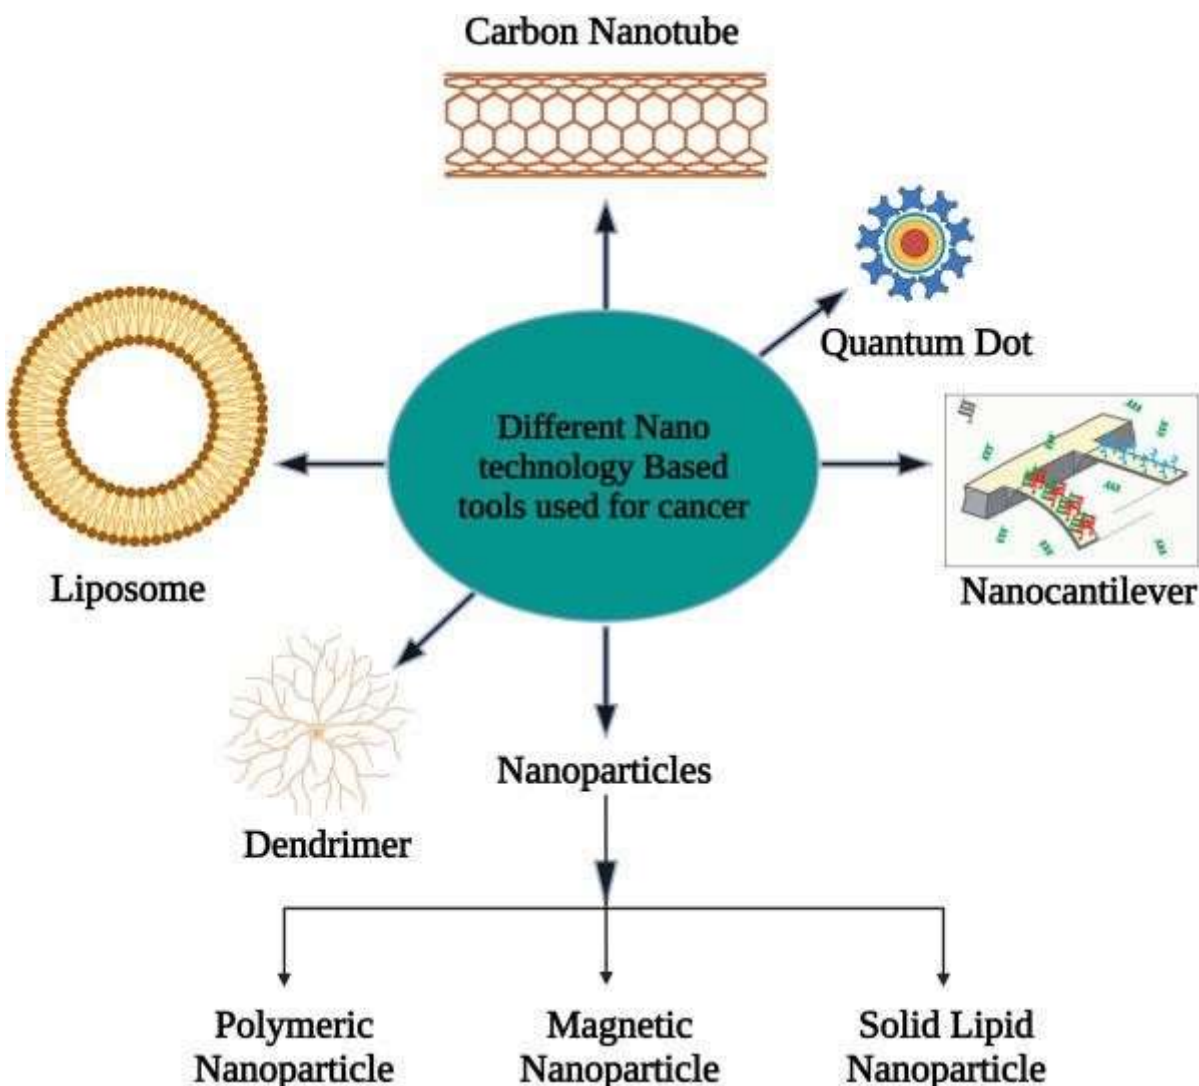 Carbon Nanotube
Quantum Dot
Different Nano
technology Based
tools used for cancer
Liposome
Nanocantilever
Nanoparticles
Dendrimer
Polymeric
Nanoparticle
Magnetic
Nanoparticle
Solid Lipid
Nanoparticle